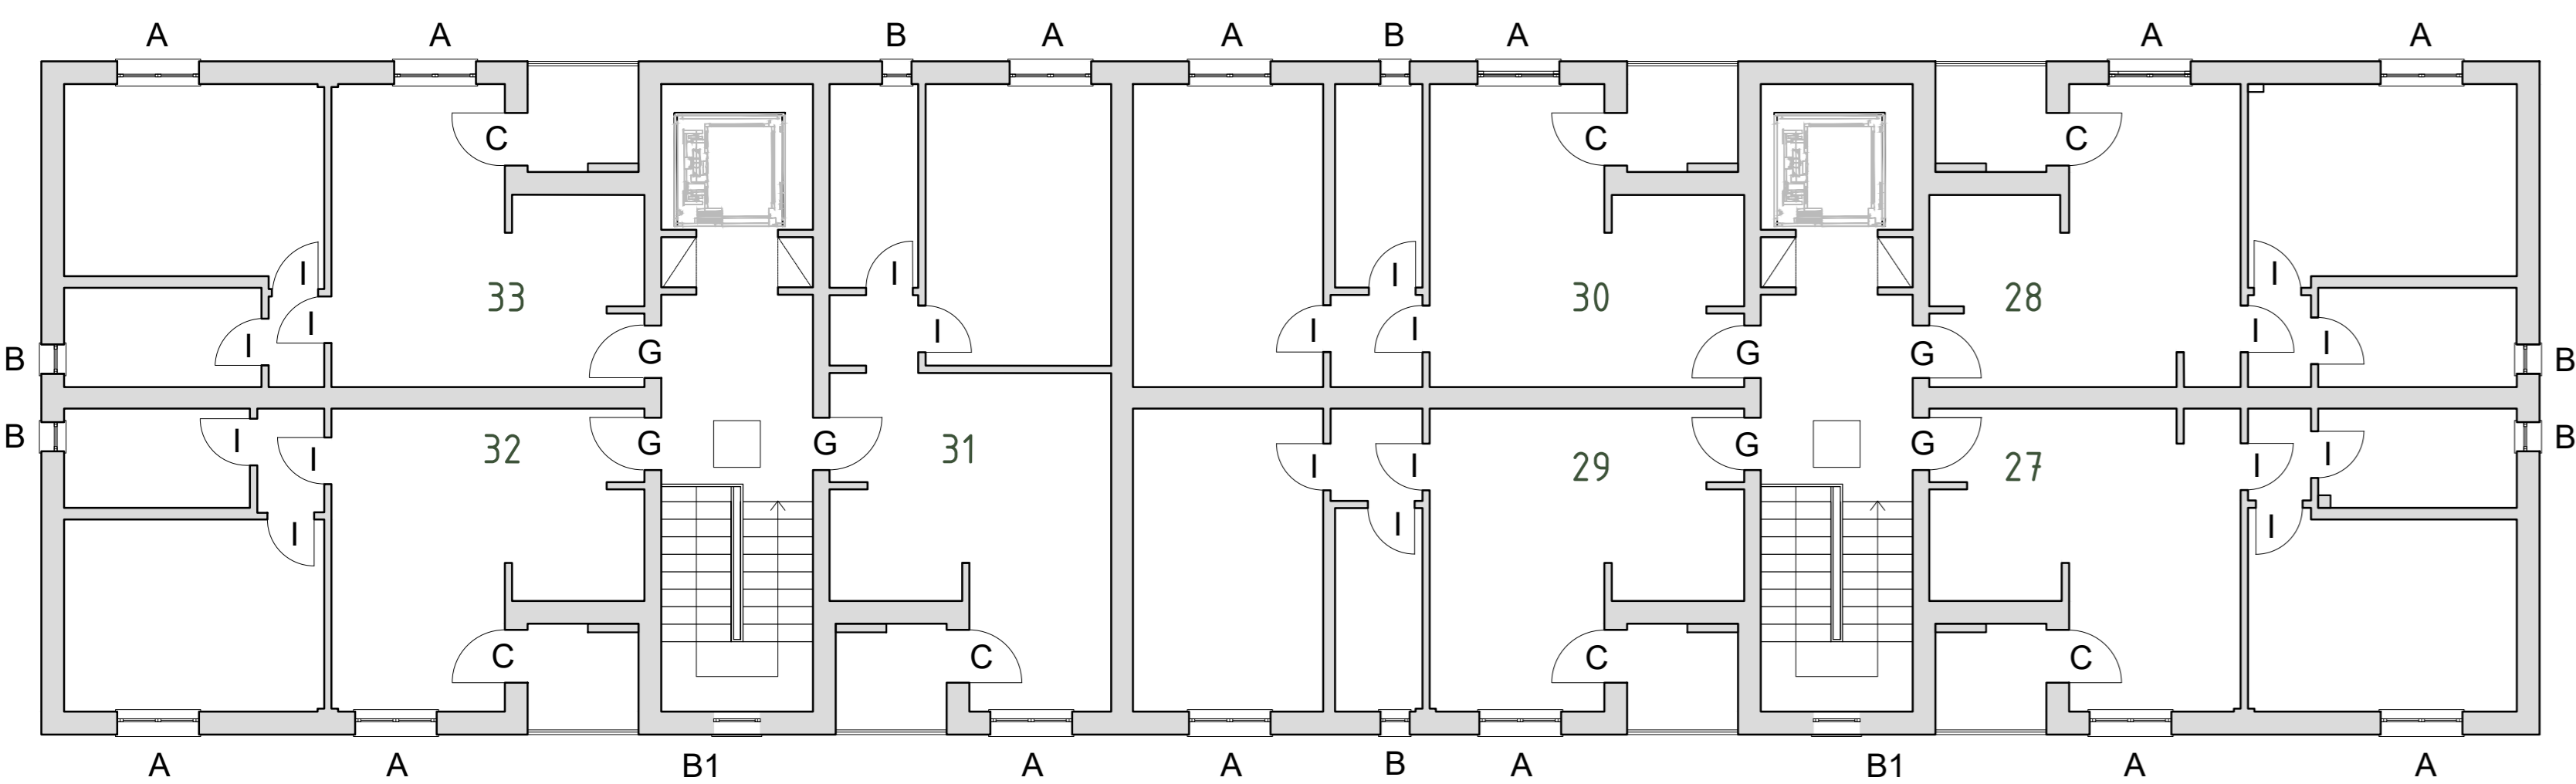 A A B A A B A A A
C C C
I I I I
33 30 28
I I I I I I
B I G G G I B
B I G G G G I B
32 31 29 27
I I I I I
I I I
C C C C
A A B1 A A B A B1 A A